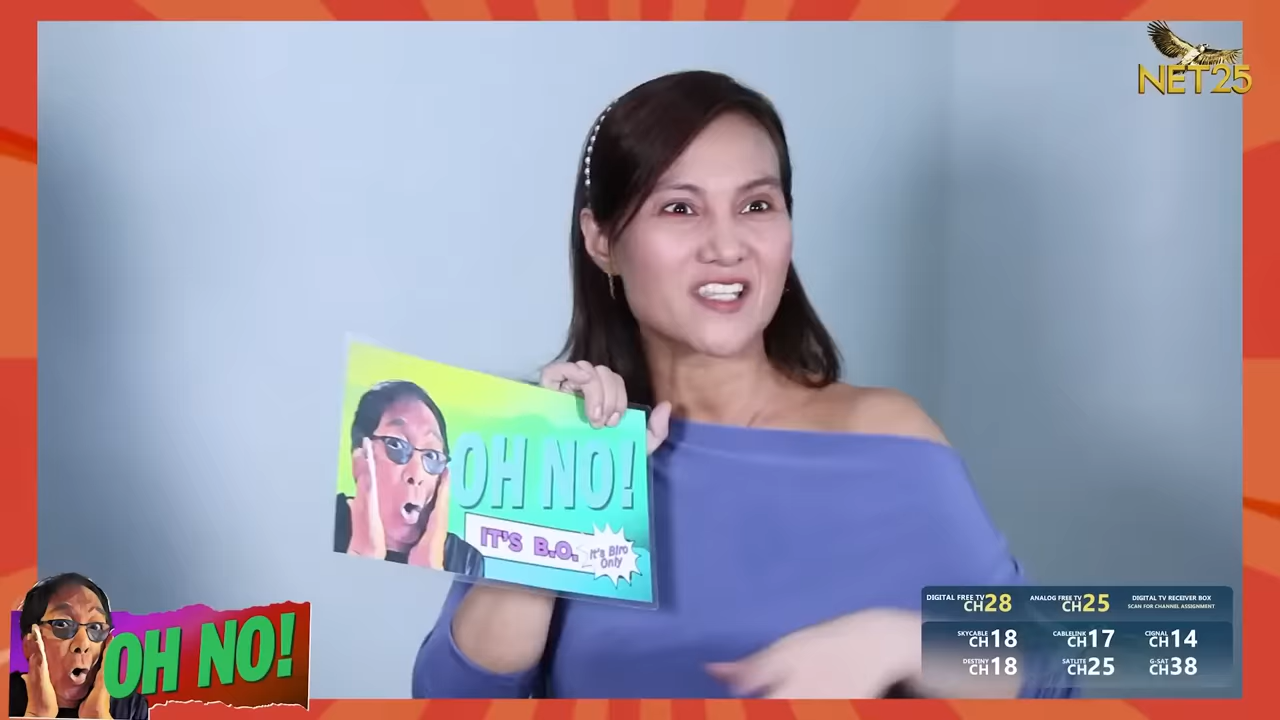 NET25
OH NO!
IT'S B.O.
It's Biro
Only
OH NO!
DIGITAL FREE TV
CH28
ANALOG FREE TV
CH25
DIGITAL TV RECEIVER BOX
SCAN FOR CHANNEL ASSIGNMENT
SKYCABLE
CH18
CABLELINK
CH17
CIGNAL
CH14
DESTINY
CH18
SATLITE
CH25
G-SAT
CH38